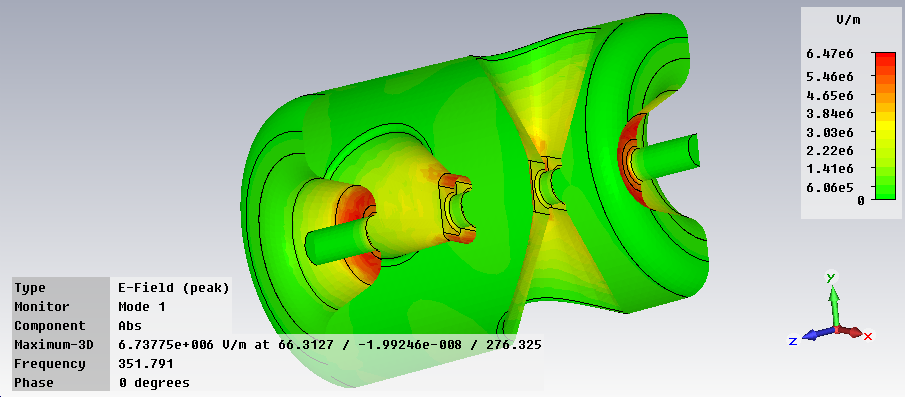 V/m
6.47e6
5.46e6
4.65e6
3.84e6
3.03e6
2.22e6
1.41e6
6.06e5
0
y
z x
Type E-Field (peak)
Monitor Mode 1
Component Abs
Maximum-3D 6.73775e+006 V/m at 66.3127 / -1.99246e-008 / 276.325
Frequency 351.791
Phase 0 degrees